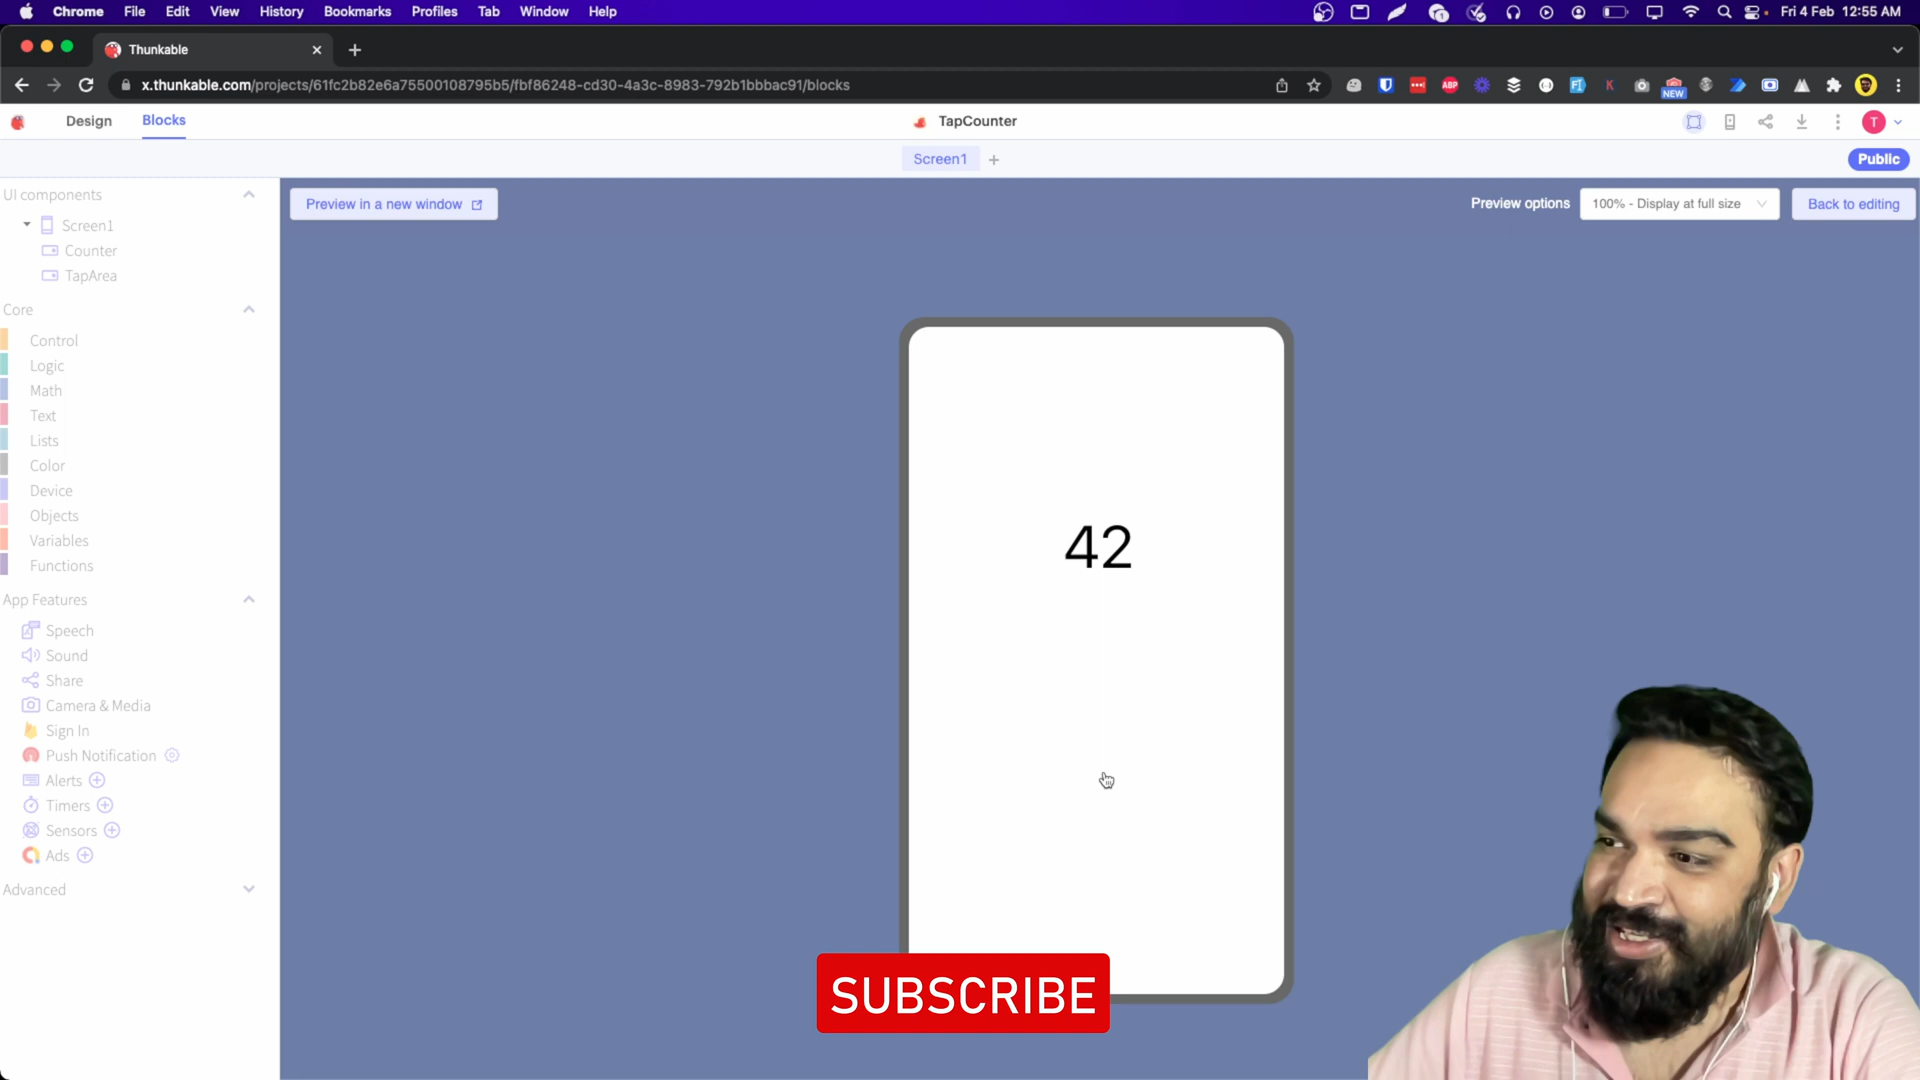 Chrome File Edit View History Bookmarks Profiles Tab Window Help
Fri 4 Feb 12:55 AM
Thunkable
x.thunkable.com/projects/61fc2b82e6a75500108795b5/fbf86248-cd30-4a3c-8983-792b1bbbac91/blocks
ABP
NEW
Design Blocks TapCounter T
Screen1
Public
UI components
Screen1
Counter
TapArea
Core
Control
Logic
Math
Text
Lists
Color
Device
Objects
Variables
Functions
App Features
Speech
Sound
Share
Camera & Media
Sign In
Push Notification
Alerts
Timers
Sensors
Ads
Advanced
Preview in a new window
Preview options 100% - Display at full size Back to editing
42
SUBSCRIBE